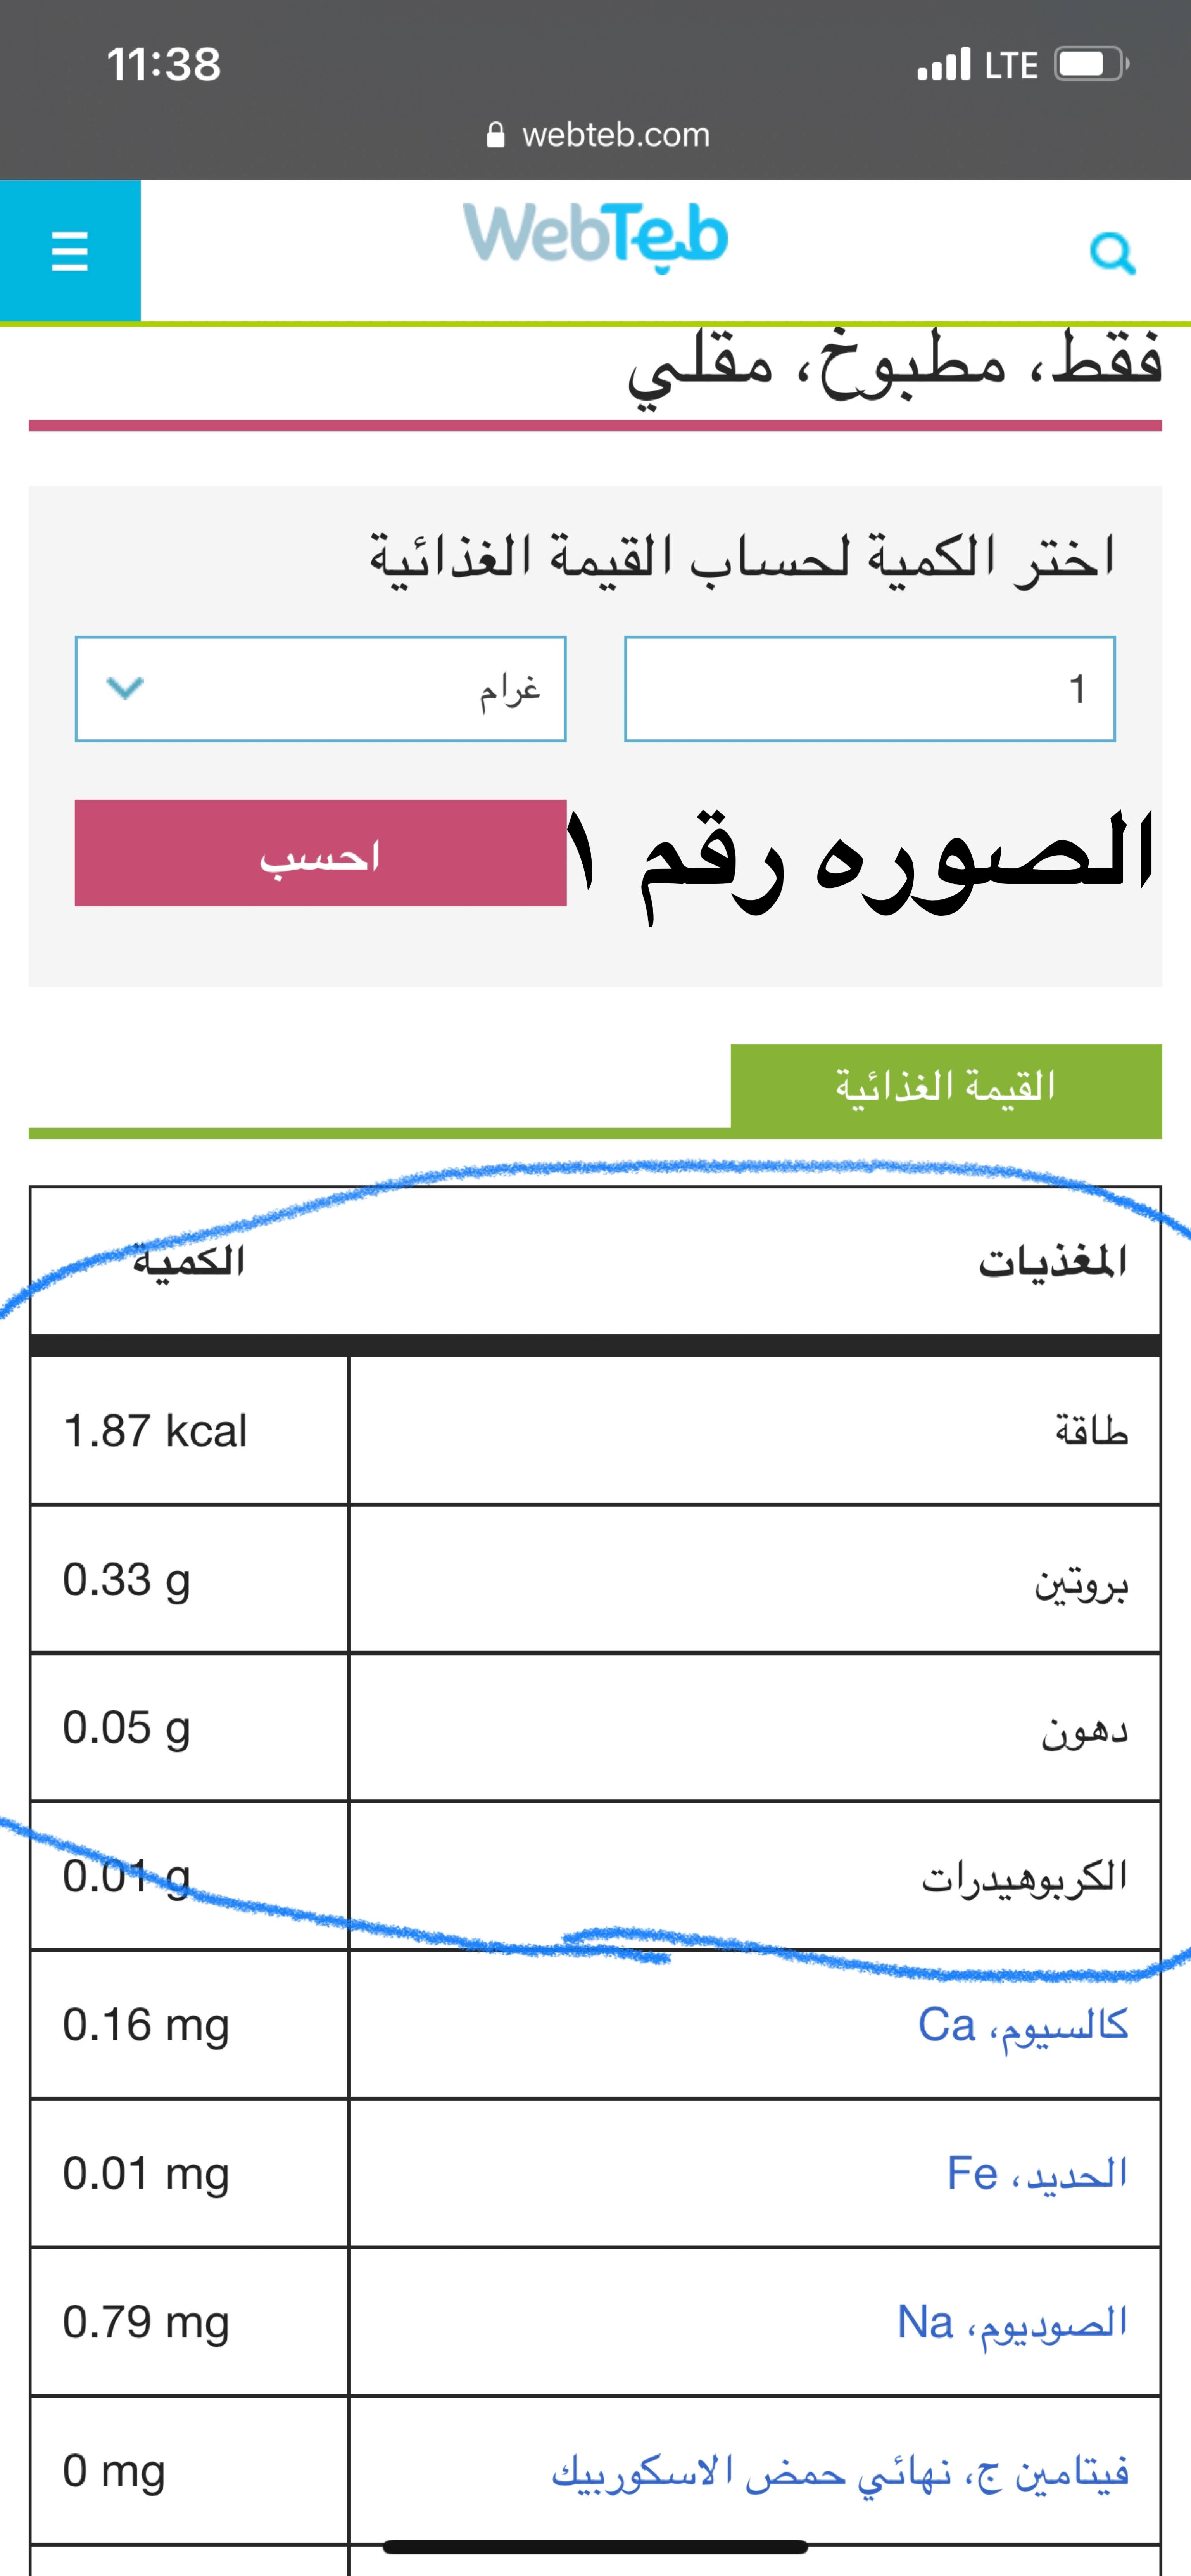 11:38
LTE
webteb.com
WebTeb
فقط، مطبوخ، مقلي
اختر الكمية لحساب القيمة الغذائية
1
غرام
الصوره رقم ١
احسب
القيمة الغذائية
المغذيات الكمية
طاقة 1.87 kcal
بروتين 0.33 g
دهون 0.05 g
الكربوهيدرات 0.01 g
كالسيوم، Ca 0.16 mg
الحديد، Fe 0.01 mg
الصوديوم، Na 0.79 mg
فيتامين ج، نهائي حمض الاسكوربيك 0 mg